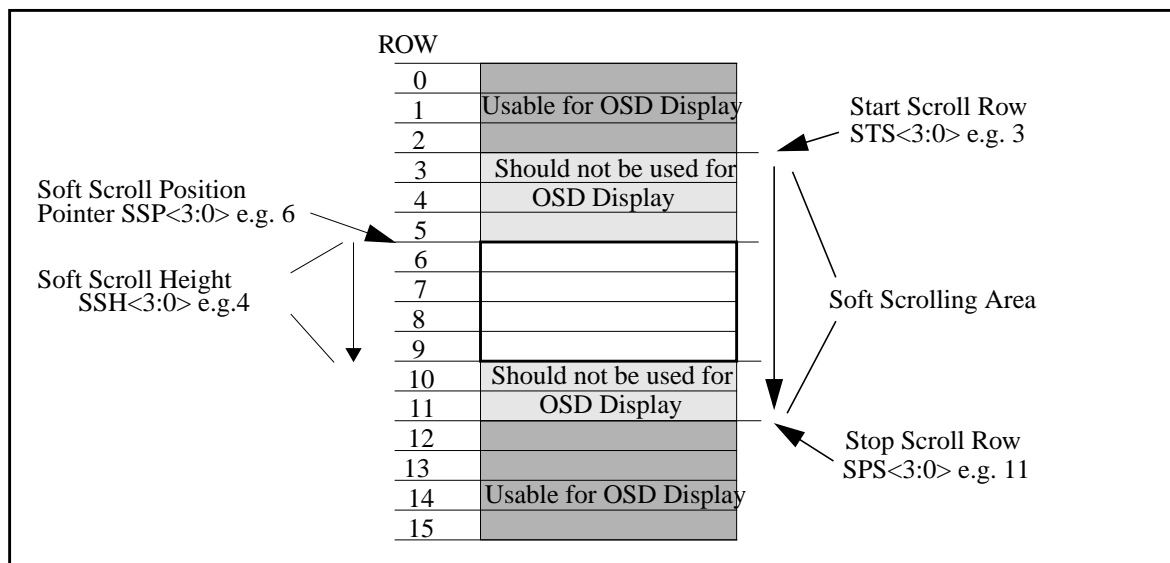 ROW
0
1
2
3
4
5
6
7
8
9
10
11
12
13
14
15
Usable for OSD Display
Should not be used for
OSD Display
Should not be used for
OSD Display
Usable for OSD Display
Soft Scroll Position
Pointer SSP<3:0> e.g. 6
Soft Scroll Height
SSH<3:0> e.g.4
Start Scroll Row
STS<3:0> e.g. 3
Soft Scrolling Area
Stop Scroll Row
SPS<3:0> e.g. 11